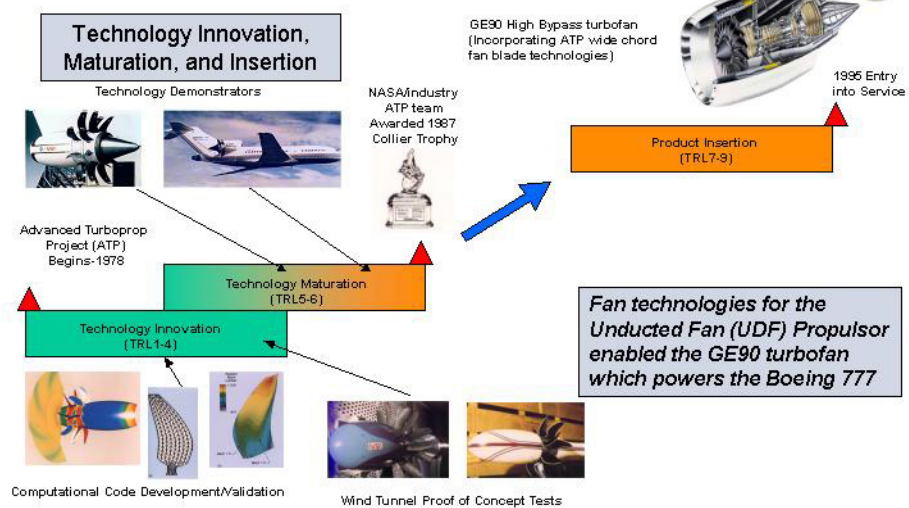 Technology Innovation,
Maturation, and Insertion
Technology Demonstrators
GE90 High Bypass turbofan
(Incorporating ATP wide chord
fan blade technologies)
NASA/industry
ATP team
Awarded 1987
Collier Trophy
1995 Entry
into Service
Product Insertion
(TRL7-9)
Advanced Turboprop
Project (ATP)
Begins-1978
Technology Maturation
(TRL5-6)
Technology Innovation
(TRL1-4)
Fan technologies for the
Unducted Fan (UDF) Propulsor
enabled the GE90 turbofan
which powers the Boeing 777
Computational Code Development/Validation
Wind Tunnel Proof of Concept Tests